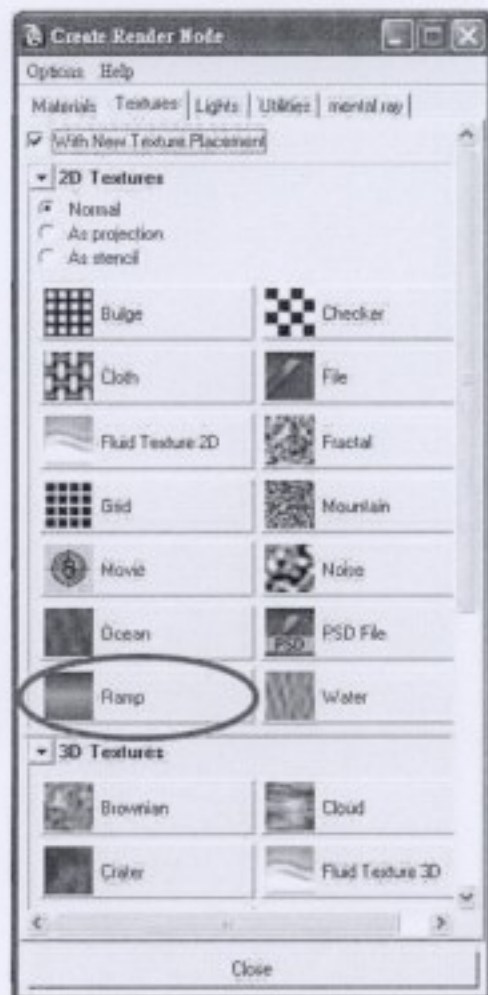 Create Render Node
Options Help
Materials Textures Lights Utilities mental ray
With New Texture Placement
2D Textures
Normal
As projection
As stencil
Bulge Checker
Cloth File
Fluid Texture 2D Fractal
Grid Mountain
Movie Noise
Ocean PSD PSD File
Ramp Water
3D Textures
Brownian Cloud
Crater Fluid Texture 3D
Close